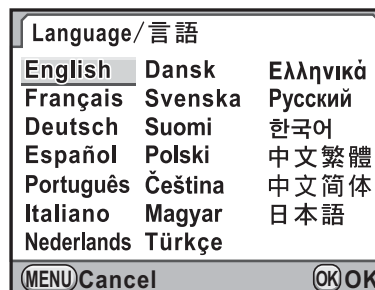 Language/言語
English Dansk Ελληνικά
Français Svenska Русский
Deutsch Suomi 한국어
Español Polski 中文繁體
Português Čeština 中文简体
Italiano Magyar 日本語
Nederlands Türkçe
MENU Cancel OK OK